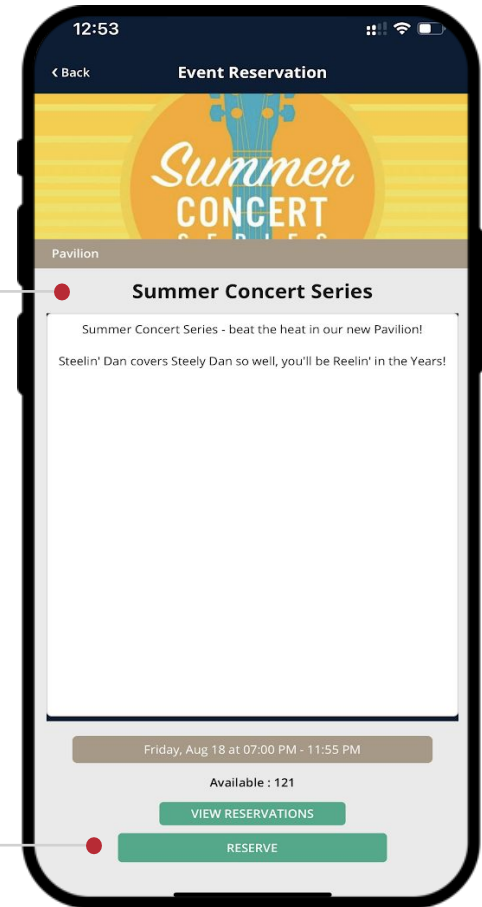 12:53
Back
Event Reservation
Summer
CONCERT
SERIES
Pavilion
Summer Concert Series
Summer Concert Series - beat the heat in our new Pavilion!
Steelin' Dan covers Steely Dan so well, you'll be Reelin' in the Years!
Friday, Aug 18 at 07:00 PM - 11:55 PM
Available : 121
VIEW RESERVATIONS
RESERVE